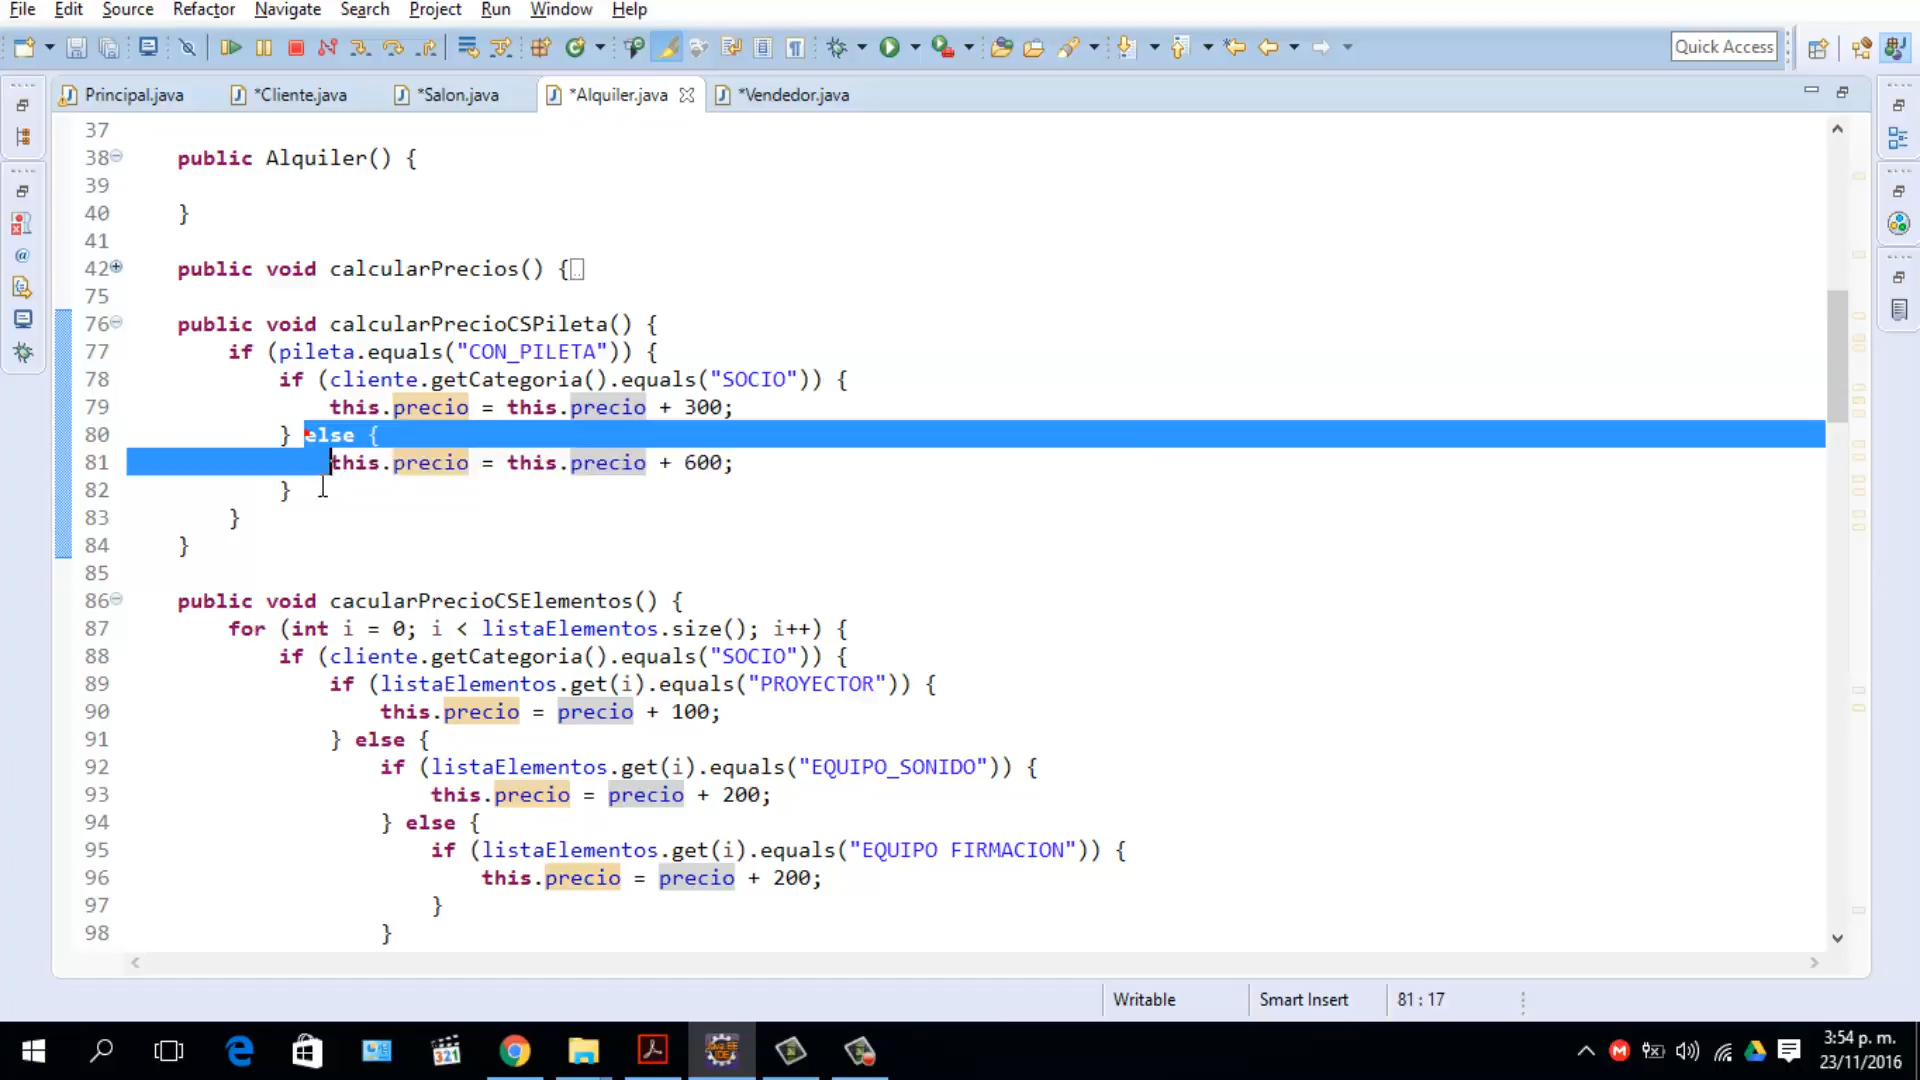 File Edit Source Refactor Navigate Search Project Run Window Help
Quick Access
Principal.java *Cliente.java *Salon.java *Alquiler.java *Vendedor.java
37
38 public Alquiler() {
39
40 }
41
42 public void calcularPrecios() {
75
76 public void calcularPrecioCSPileta() {
77 if (pileta.equals("CON_PILETA")) {
78 if (cliente.getCategoria().equals("SOCIO")) {
79 this.precio = this.precio + 300;
80 } else {
81 this.precio = this.precio + 600;
82 }
83 }
84 }
85
86 public void cacularPrecioCSElementos() {
87 for (int i = 0; i < listaElementos.size(); i++) {
88 if (cliente.getCategoria().equals("SOCIO")) {
89 if (listaElementos.get(i).equals("PROYECTOR")) {
90 this.precio = precio + 100;
91 } else {
92 if (listaElementos.get(i).equals("EQUIPO_SONIDO")) {
93 this.precio = precio + 200;
94 } else {
95 if (listaElementos.get(i).equals("EQUIPO FIRMACION")) {
96 this.precio = precio + 200;
97 }
98 }
Writable Smart Insert 81 : 17
3:54 p. m.
23/11/2016